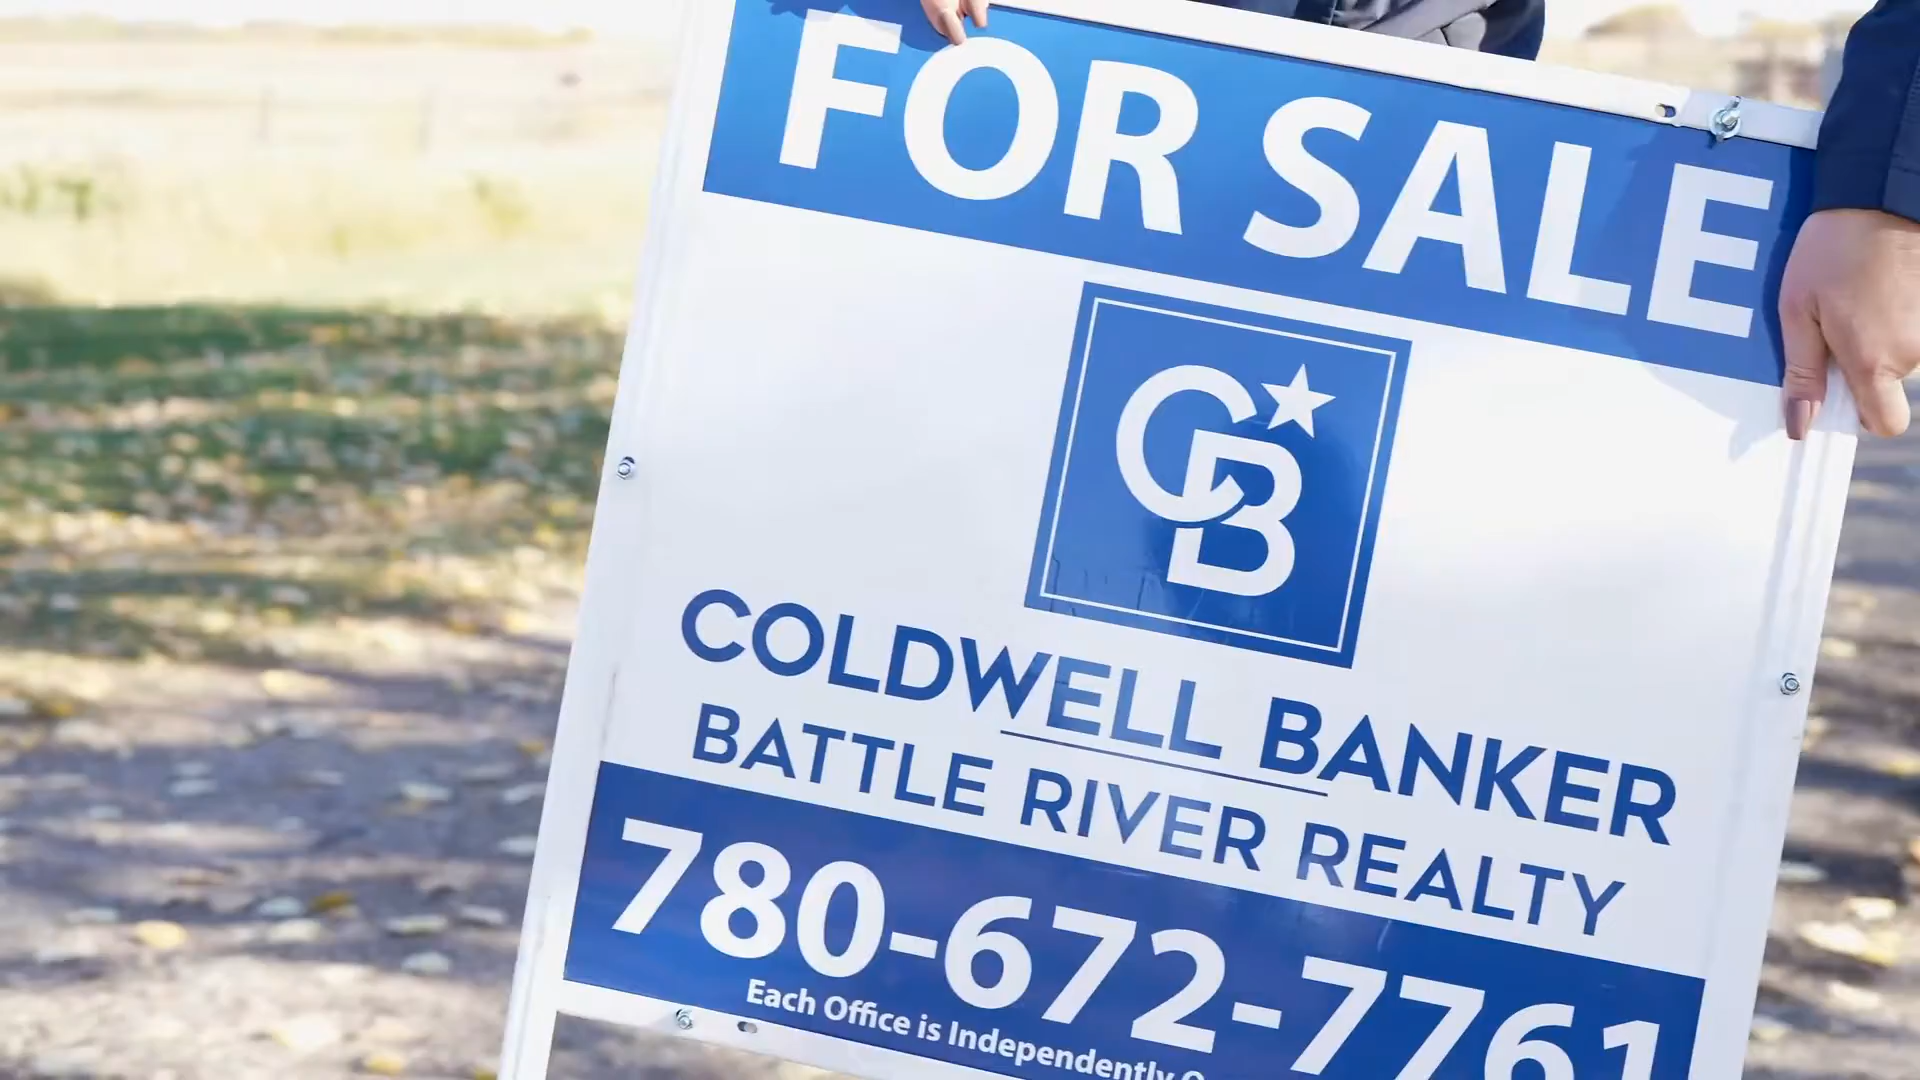 FOR SALE
CB
COLDWELL BANKER
BATTLE RIVER REALTY
780-672-7761
Each Office is Independently